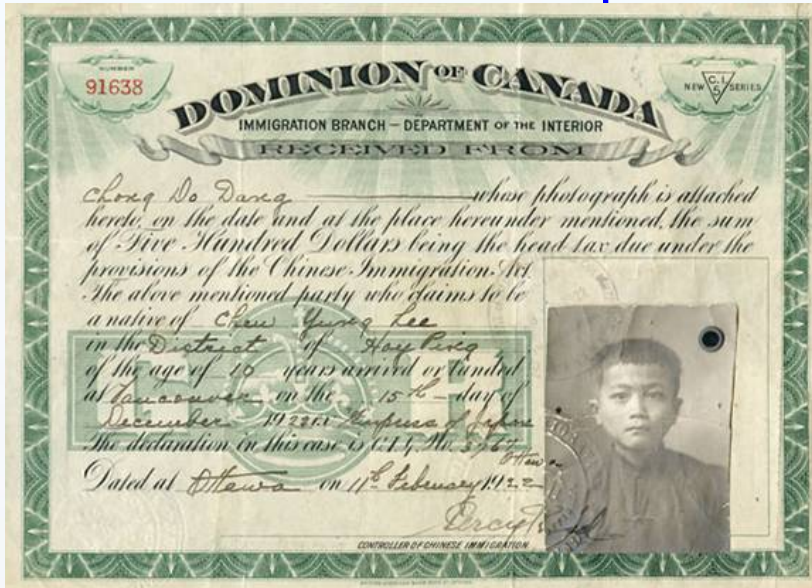 NUMBER
91638
NEW C.I. 5 SERIES
DOMINION OF CANADA
IMMIGRATION BRANCH — DEPARTMENT OF THE INTERIOR
RECEIVED FROM
Chong Do Dang whose photograph is attached
hereto, on the date and at the place hereunder mentioned, the sum
of Five Hundred Dollars being the head tax due under the
provisions of the Chinese Immigration Act.
The above mentioned party who claims to be
a native of Chew Yung Lee
in the District of Hoy Ping
of the age of 10 years arrived or landed
at Vancouver on the 15th day of
December 1922 Empress of Japan
The declaration in this case is C.I.4 No.
Ottawa
Dated at Ottawa on 11th February 1922
Percy
CONTROLLER OF CHINESE IMMIGRATION